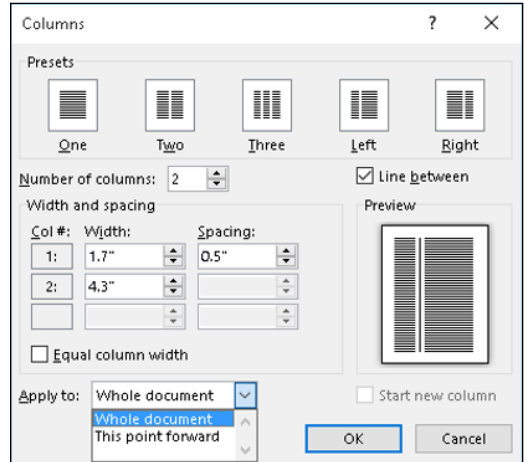 Columns ? X
Presets
One Two Three Left Right
Number of columns: 2 Line between
Width and spacing Preview
Col #: Width: Spacing:
1: 1.7" 0.5"
2: 4.3"
Equal column width
Apply to: Whole document Start new column
Whole document
This point forward
OK Cancel